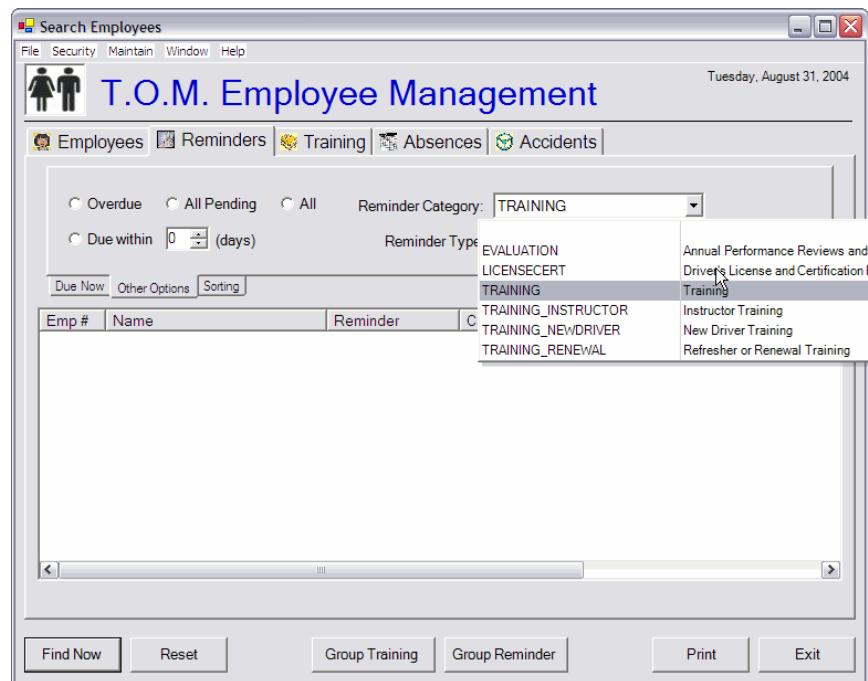 Search Employees
File Security Maintain Window Help
Tuesday, August 31, 2004
T.O.M. Employee Management
Employees Reminders Training Absences Accidents
Overdue All Pending All Reminder Category: TRAINING
Due within 0 (days) Reminder Type
EVALUATION Annual Performance Reviews and
LICENSECERT Driver's License and Certification
TRAINING Training
TRAINING_INSTRUCTOR Instructor Training
TRAINING_NEWDRIVER New Driver Training
TRAINING_RENEWAL Refresher or Renewal Training
Due Now Other Options Sorting
Emp # Name Reminder C
Find Now Reset Group Training Group Reminder Print Exit